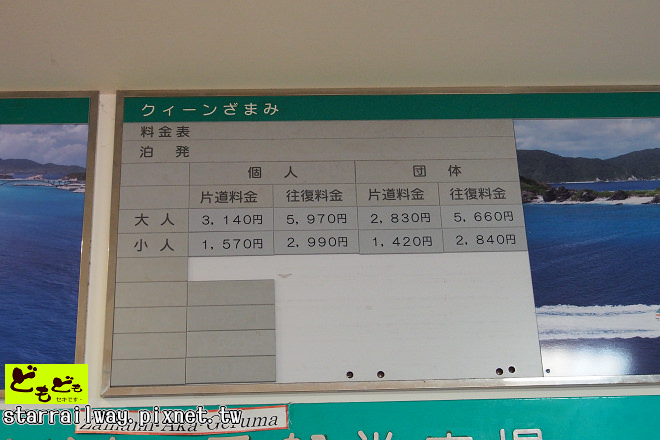 クィーンざまみ
料金表
泊 発
個人 団体
片道料金 往復料金 片道料金 往復料金
大人 3,140円 5,970円 2,830円 5,660円
小人 1,570円 2,990円 1,420円 2,840円
どもども
セキです~
starrailway.pixnet.tw
Zamami Aka Geruma